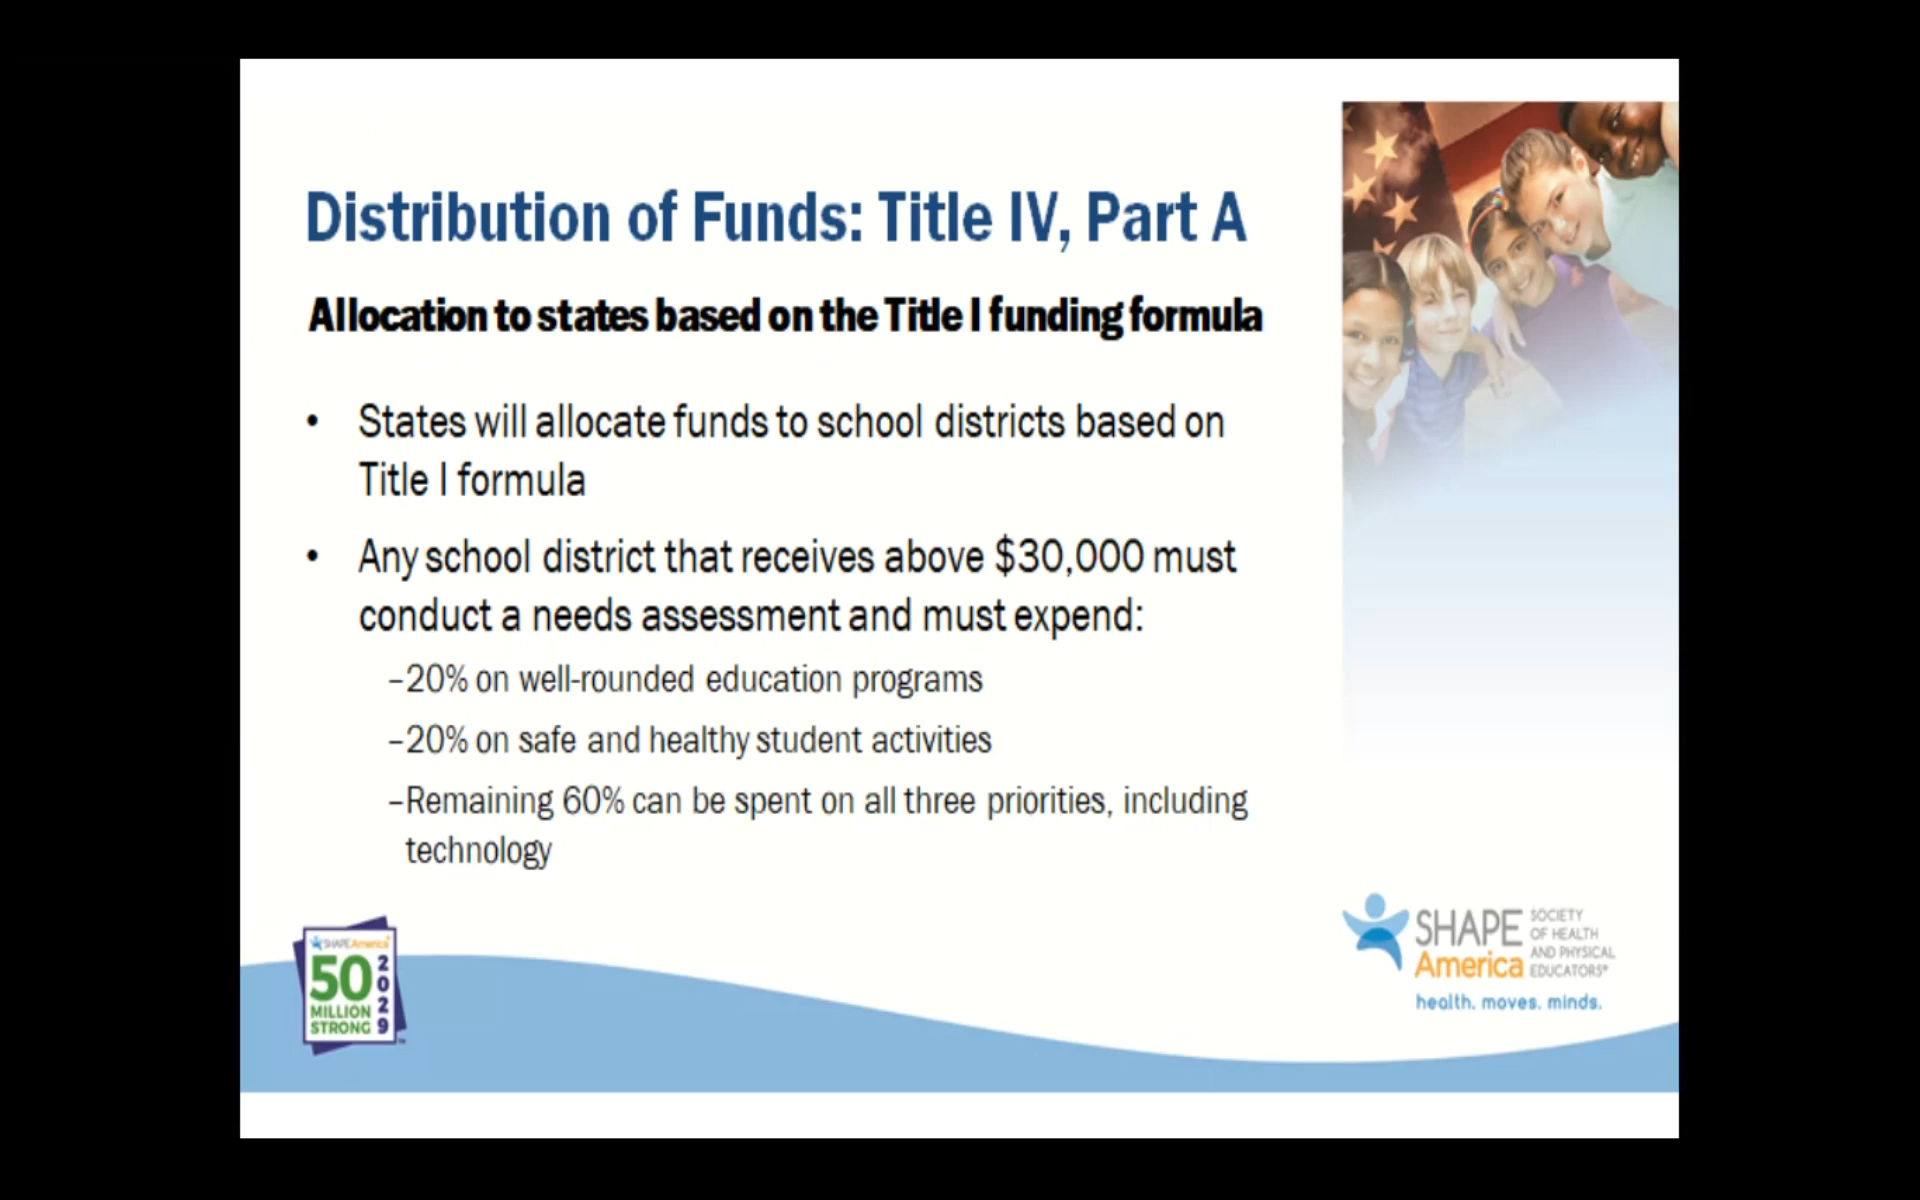 Distribution of Funds: Title IV, Part A
Allocation to states based on the Title I funding formula
• States will allocate funds to school districts based on
Title I formula
• Any school district that receives above $30,000 must
conduct a needs assessment and must expend:
–20% on well-rounded education programs
–20% on safe and healthy student activities
–Remaining 60% can be spent on all three priorities, including
technology
SHAPE America
50
MILLION
STRONG
2029
SHAPE
America
SOCIETY
OF HEALTH
AND PHYSICAL
EDUCATORS®
health. moves. minds.